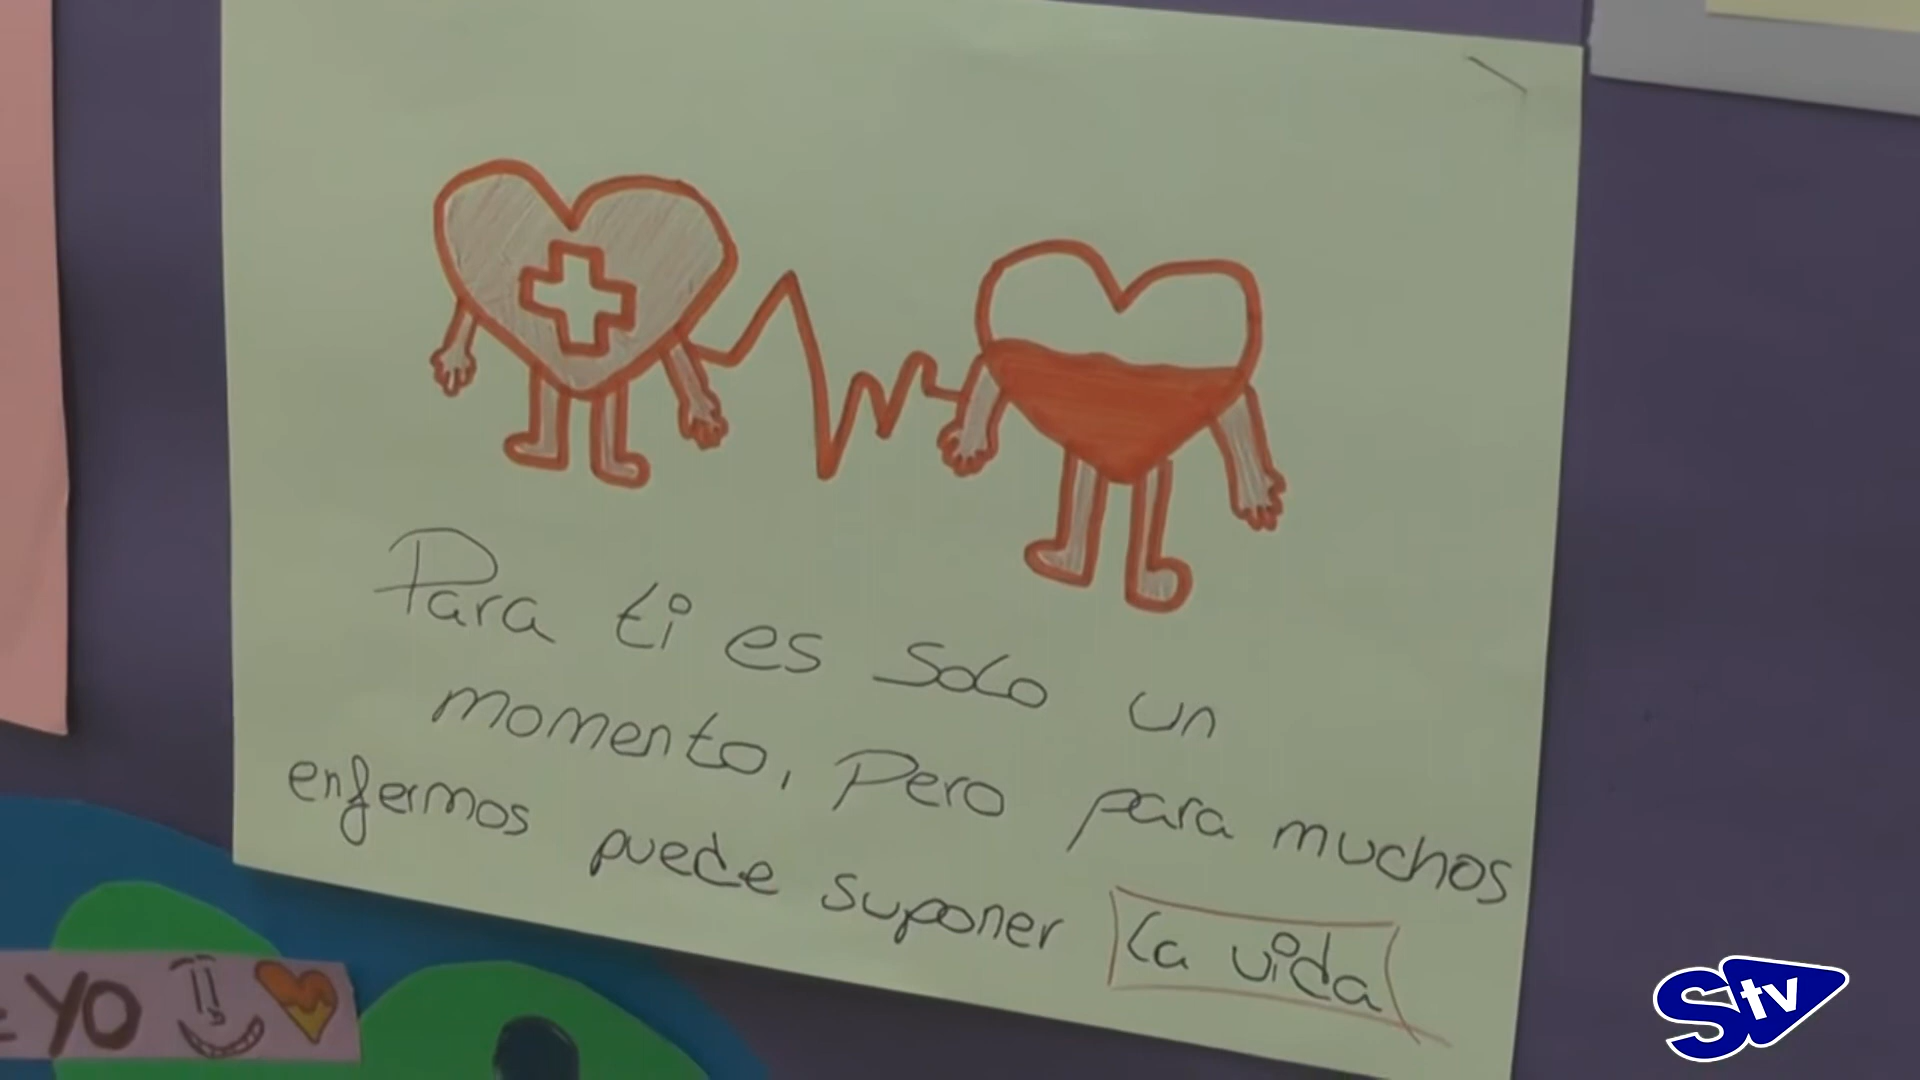 Para ti es solo un
momento, Pero para muchos
enfermos puede suponer la vida
YO
Stv